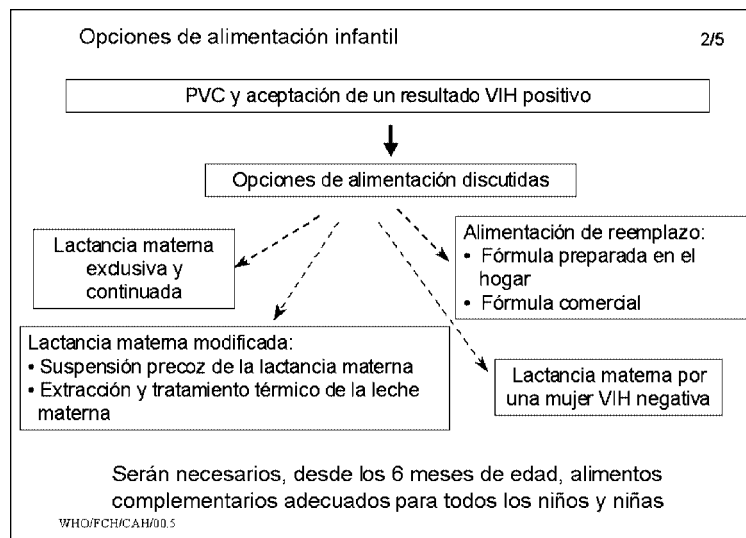 Opciones de alimentación infantil
2/5
PVC y aceptación de un resultado VIH positivo
Opciones de alimentación discutidas
Lactancia materna
exclusiva y
continuada
Alimentación de reemplazo:
• Fórmula preparada en el
hogar
• Fórmula comercial
Lactancia materna modificada:
• Suspensión precoz de la lactancia materna
• Extracción y tratamiento térmico de la leche
materna
Lactancia materna por
una mujer VIH negativa
Serán necesarios, desde los 6 meses de edad, alimentos
complementarios adecuados para todos los niños y niñas
WHO/FCH/CAH/00.5